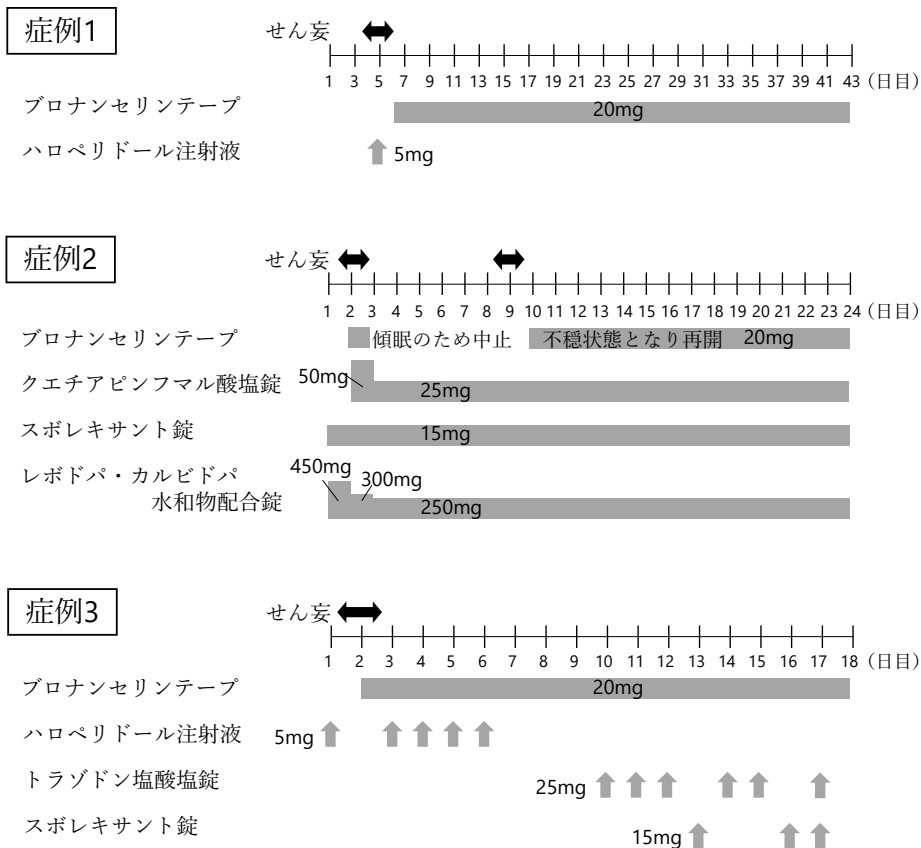 症例1
せん妄
1 3 5 7 9 11 13 15 17 19 21 23 25 27 29 31 33 35 37 39 41 43 (日目)
ブロナンセリンテープ 20mg
ハロペリドール注射液 5mg
症例2
せん妄
1 2 3 4 5 6 7 8 9 10 11 12 13 14 15 16 17 18 19 20 21 22 23 24 (日目)
ブロナンセリンテープ 傾眠のため中止 不穏状態となり再開 20mg
クエチアピンフマル酸塩錠 50mg 25mg
スボレキサント錠 15mg
レボドパ・カルビドパ 450mg 300mg
水和物配合錠 250mg
症例3
せん妄
1 2 3 4 5 6 7 8 9 10 11 12 13 14 15 16 17 18 (日目)
ブロナンセリンテープ 20mg
ハロペリドール注射液 5mg
トラゾドン塩酸塩錠 25mg
スボレキサント錠 15mg